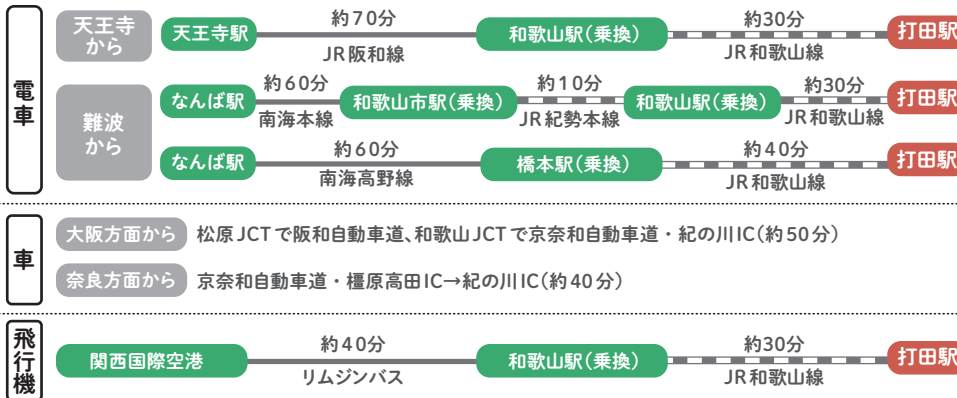 電車
天王寺から
天王寺駅 約70分 JR阪和線 和歌山駅(乗換) 約30分 JR和歌山線 打田駅
難波から
なんば駅 約60分 南海本線 和歌山市駅(乗換) 約10分 JR紀勢本線 和歌山駅(乗換) 約30分 JR和歌山線 打田駅
なんば駅 約60分 南海高野線 橋本駅(乗換) 約40分 JR和歌山線 打田駅
車
大阪方面から 松原JCTで阪和自動車道、和歌山JCTで京奈和自動車道・紀の川IC(約50分)
奈良方面から 京奈和自動車道・橿原高田IC→紀の川IC(約40分)
飛行機
関西国際空港 約40分 リムジンバス 和歌山駅(乗換) 約30分 JR和歌山線 打田駅